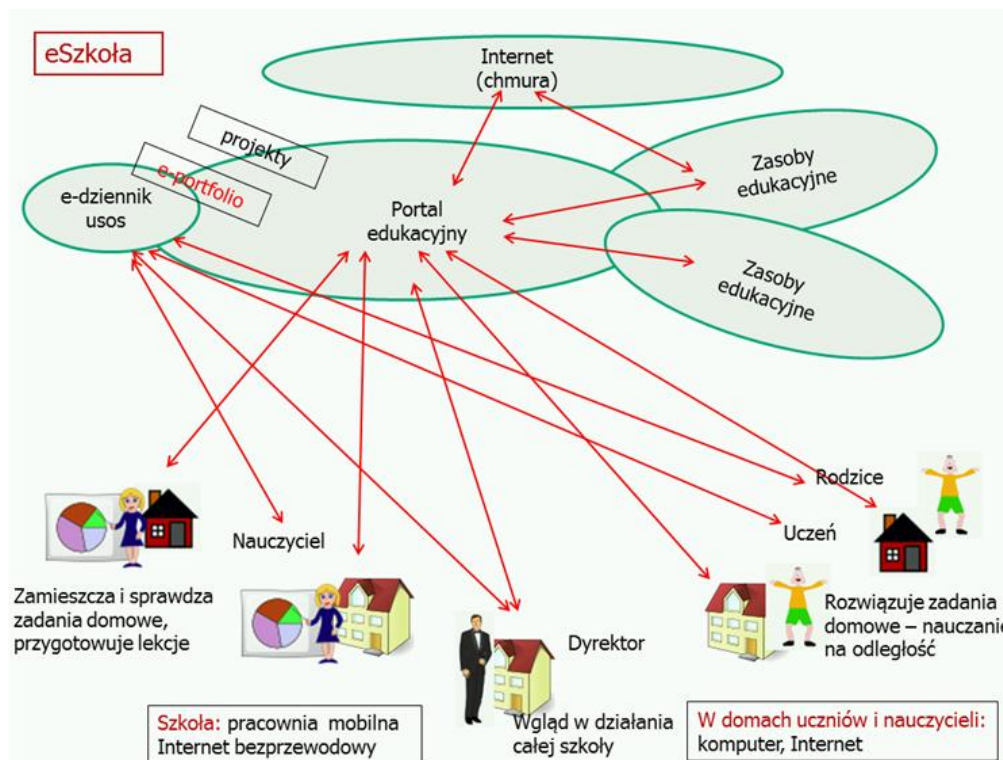 eSzkoła
Internet
(chmura)
projekty
e-portfolio
e-dziennik
usos
Portal
edukacyjny
Zasoby
edukacyjne
Zasoby
edukacyjne
Rodzice
Uczeń
Nauczyciel
Zamieszcza i sprawdza
zadania domowe,
przygotowuje lekcje
Dyrektor
Rozwiązuje zadania
domowe – nauczanie
na odległość
Szkoła: pracownia mobilna
Internet bezprzewodowy
Wgląd w działania
całej szkoły
W domach uczniów i nauczycieli:
komputer, Internet